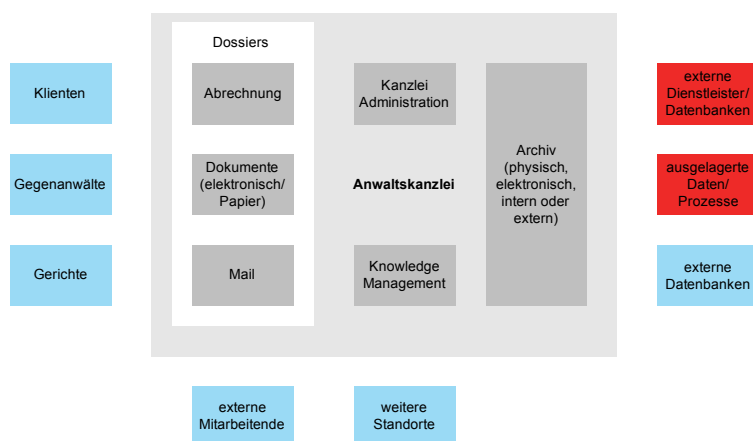 Dossiers
Klienten
Abrechnung
Kanzlei
Administration
externe
Dienstleister/
Datenbanken
Gegenanwälte
Dokumente
(elektronisch/
Papier)
Anwaltskanzlei
Archiv
(physisch,
elektronisch,
intern oder
extern)
ausgelagerte
Daten/
Prozesse
Gerichte
Mail
Knowledge
Management
externe
Datenbanken
externe
Mitarbeitende
weitere
Standorte